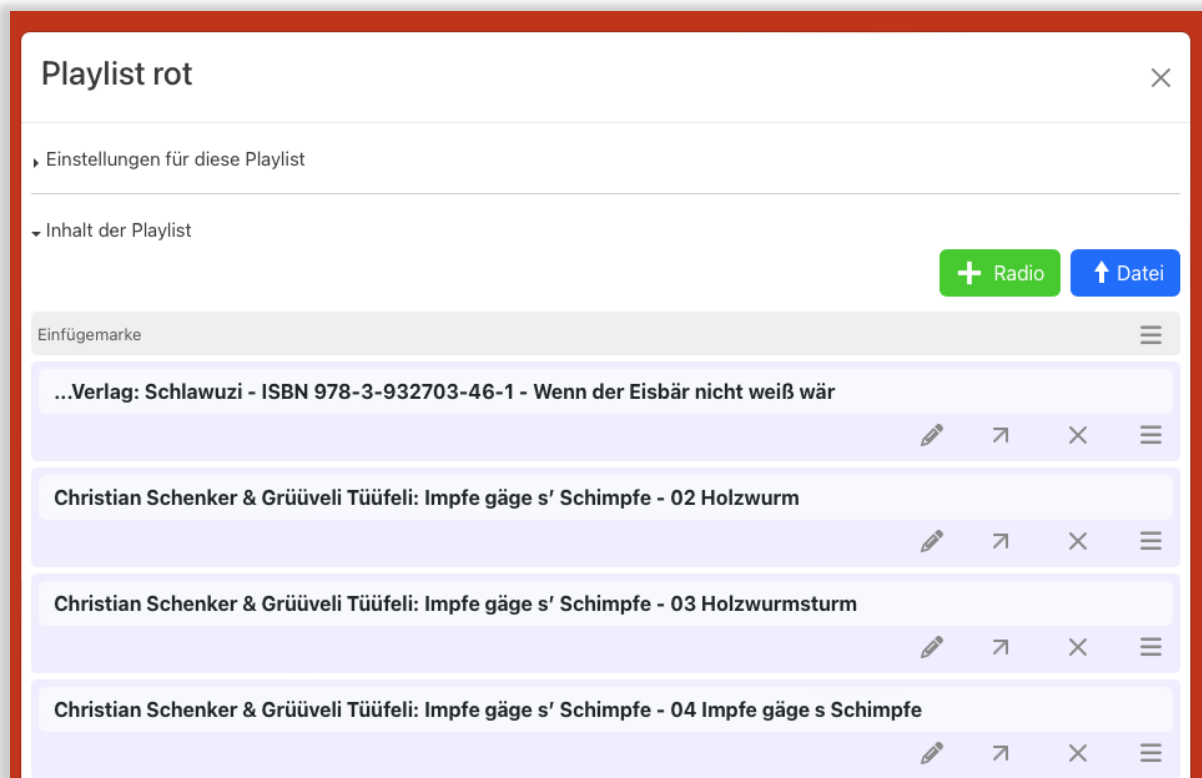 Playlist rot
Einstellungen für diese Playlist
Inhalt der Playlist
Radio
Datei
Einfügemarke
...Verlag: Schlawuzi - ISBN 978-3-932703-46-1 - Wenn der Eisbär nicht weiß wär
Christian Schenker & Grüüveli Tüüfeli: Impfe gäge s’ Schimpfe - 02 Holzwurm
Christian Schenker & Grüüveli Tüüfeli: Impfe gäge s’ Schimpfe - 03 Holzwurmsturm
Christian Schenker & Grüüveli Tüüfeli: Impfe gäge s’ Schimpfe - 04 Impfe gäge s Schimpfe